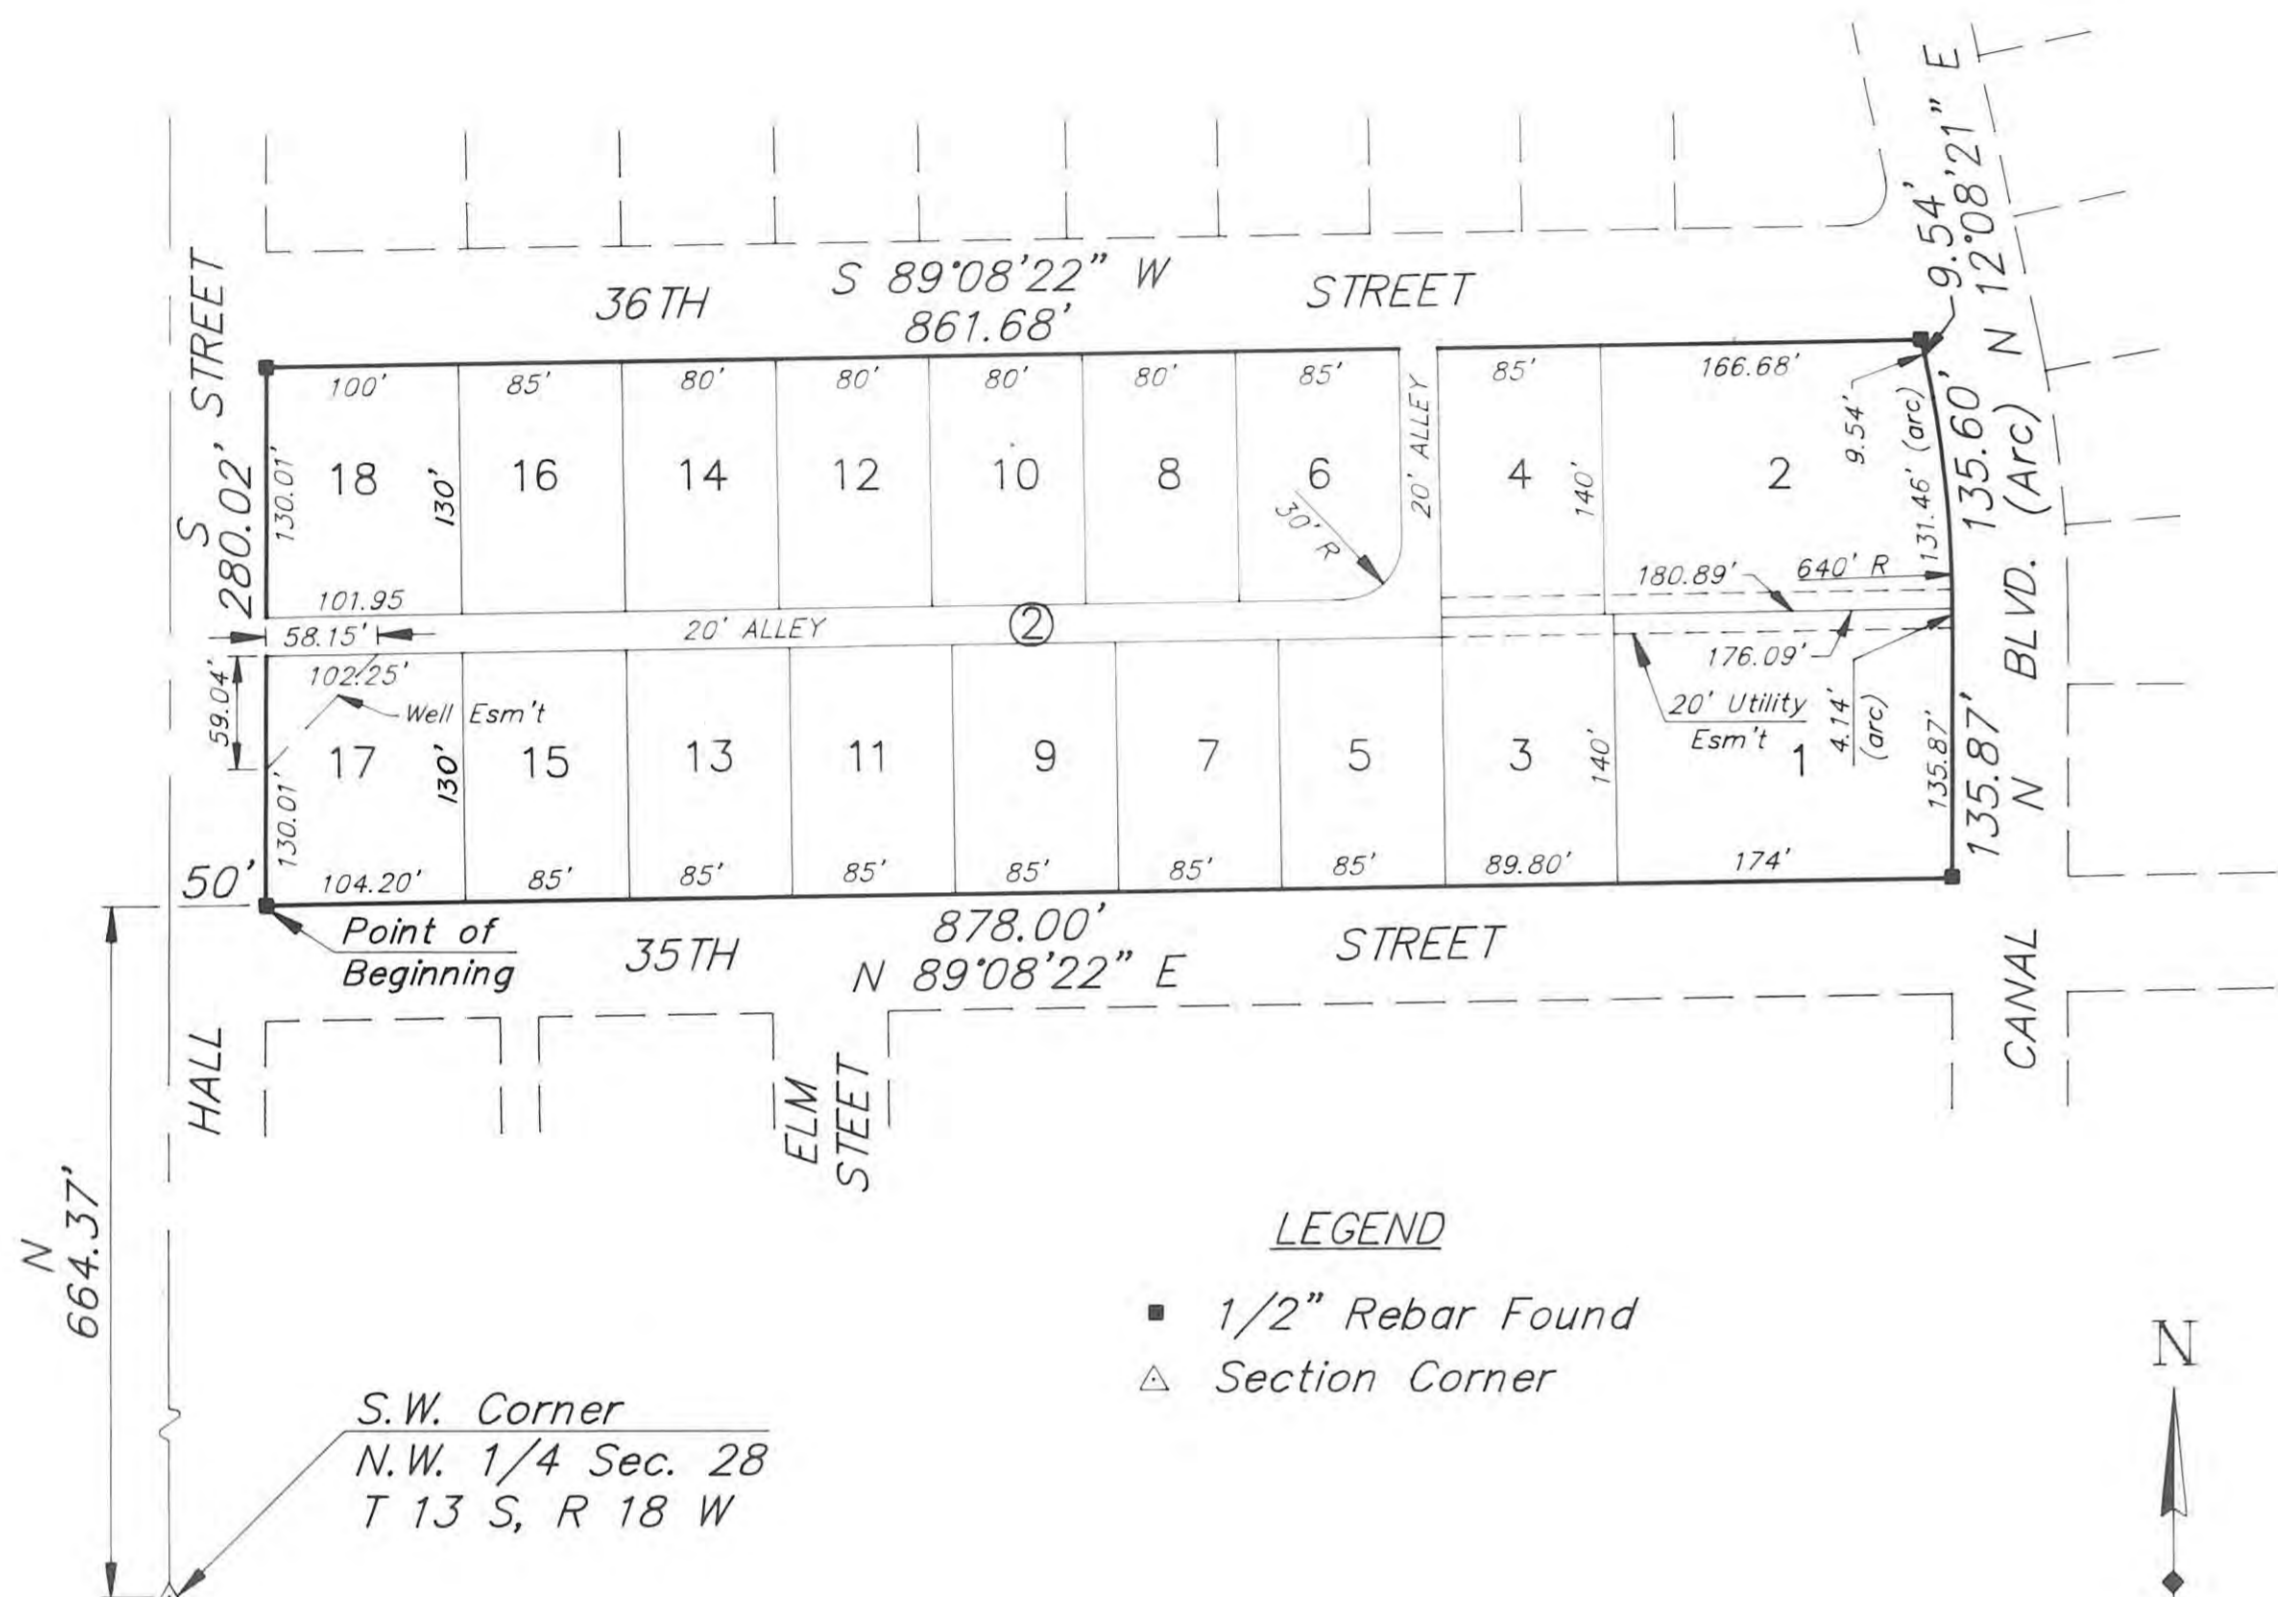 9.54'
N 12°08'21" E
S 89°08'22" W
36TH
STREET
861.68'
S STREET
280.02'
100'
85'
80'
80'
80'
80'
85'
20' ALLEY
85'
166.68'
9.54'
131.46' (arc)
135.60'
(Arc)
N
130.01'
18
130'
16
14
12
10
8
6
30' R
4
140'
2
101.95
180.89'
640' R
58.15'
20' ALLEY
2
176.09'
59.04'
102.25'
Well Esm't
20' Utility
Esm't
4.14'
(arc)
135.87'
135.87'
N
BLVD.
17
130'
15
13
11
9
7
5
3
140'
1
130.01'
50'
104.20'
85'
85'
85'
85'
85'
85'
89.80'
174'
Point of
Beginning
35TH
878.00'
N 89°08'22" E
STREET
CANAL
HALL
ELM
STEET
N
664.37'
LEGEND
1/2" Rebar Found
Section Corner
N
S.W. Corner
N.W. 1/4 Sec. 28
T 13 S, R 18 W